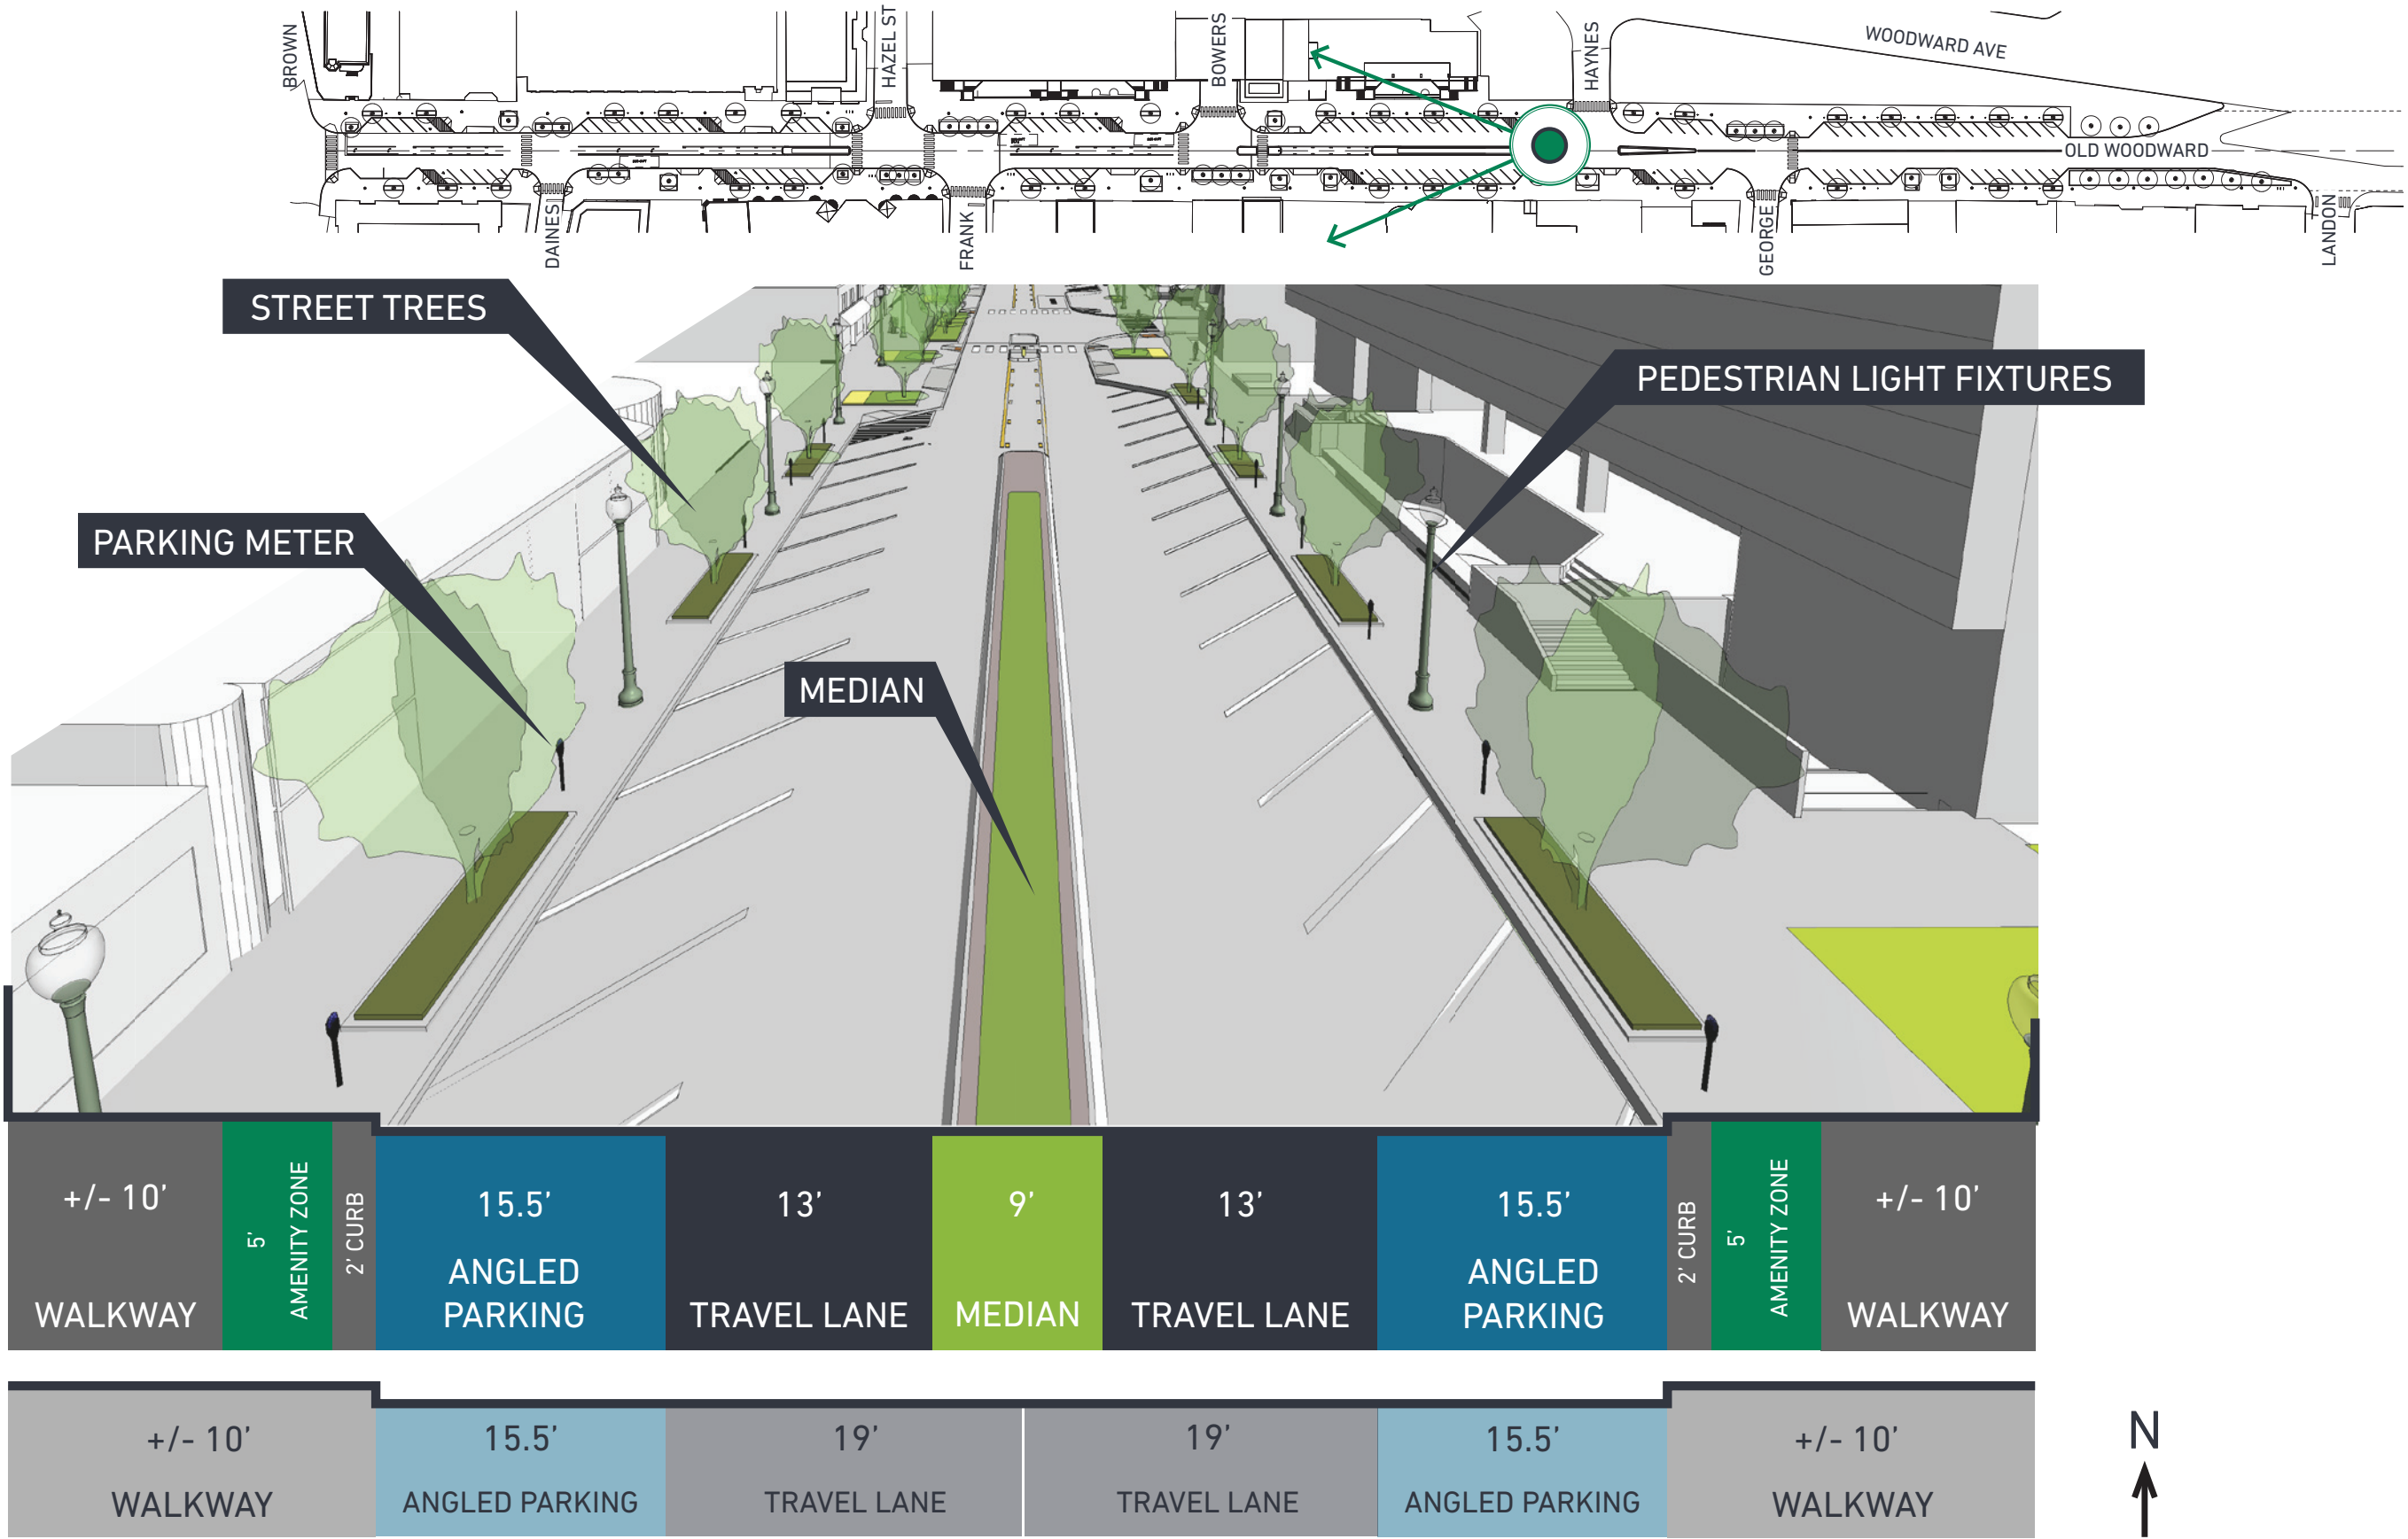 BROWN
HAZEL ST
BOWERS
HAYNES
WOODWARD AVE
OLD WOODWARD
DAINES
FRANK
GEORGE
LANDON
STREET TREES
PEDESTRIAN LIGHT FIXTURES
PARKING METER
MEDIAN
+/- 10’
WALKWAY
5’
AMENITY ZONE
2’ CURB
15.5’
ANGLED
PARKING
13’
TRAVEL LANE
9’
MEDIAN
13’
TRAVEL LANE
15.5’
ANGLED
PARKING
2’ CURB
5’
AMENITY ZONE
+/- 10’
WALKWAY
+/- 10’
WALKWAY
15.5’
ANGLED PARKING
19’
TRAVEL LANE
19’
TRAVEL LANE
15.5’
ANGLED PARKING
+/- 10’
WALKWAY
N